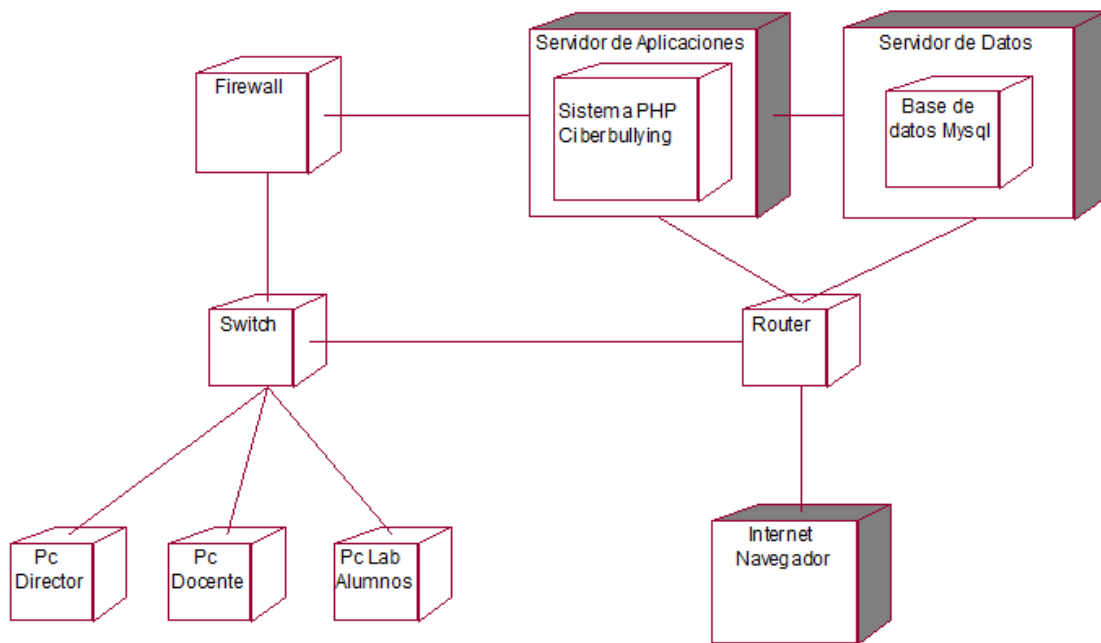 Servidor de Aplicaciones
Servidor de Datos
Firewall
Sistema PHP
Ciberbullying
Base de
datos Mysql
Switch
Router
Pc
Director
Pc
Docente
Pc Lab
Alumnos
Internet
Navegador